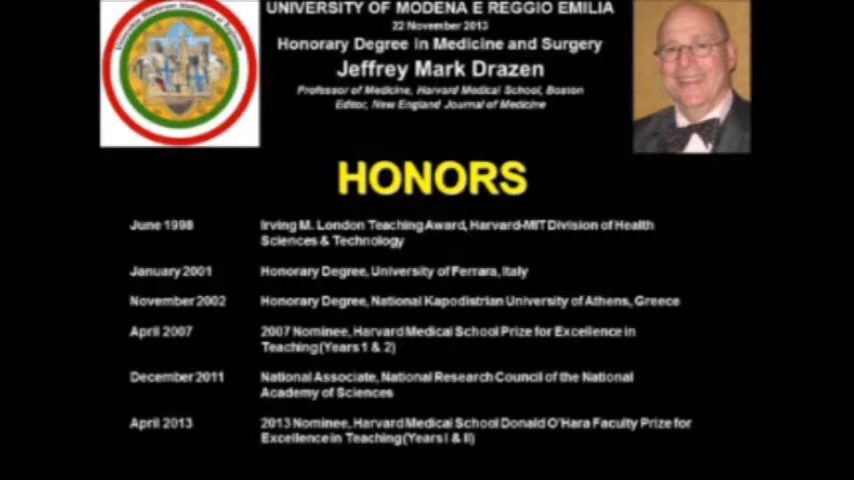 UNIVERSITY OF MODENA E REGGIO EMILIA
22 November 2013
Honorary Degree in Medicine and Surgery
Jeffrey Mark Drazen
Professor of Medicine, Harvard Medical School, Boston
Editor, New England Journal of Medicine
HONORS
June 1998 Irving M. London Teaching Award, Harvard-MIT Division of Health
Sciences & Technology
January 2001 Honorary Degree, University of Ferrara, Italy
November 2002 Honorary Degree, National Kapodistrian University of Athens, Greece
April 2007 2007 Nominee, Harvard Medical School Prize for Excellence in
Teaching (Years 1 & 2)
December 2011 National Associate, National Research Council of the National
Academy of Sciences
April 2013 2013 Nominee, Harvard Medical School Donald O'Hara Faculty Prize for
Excellence in Teaching (Years I & II)